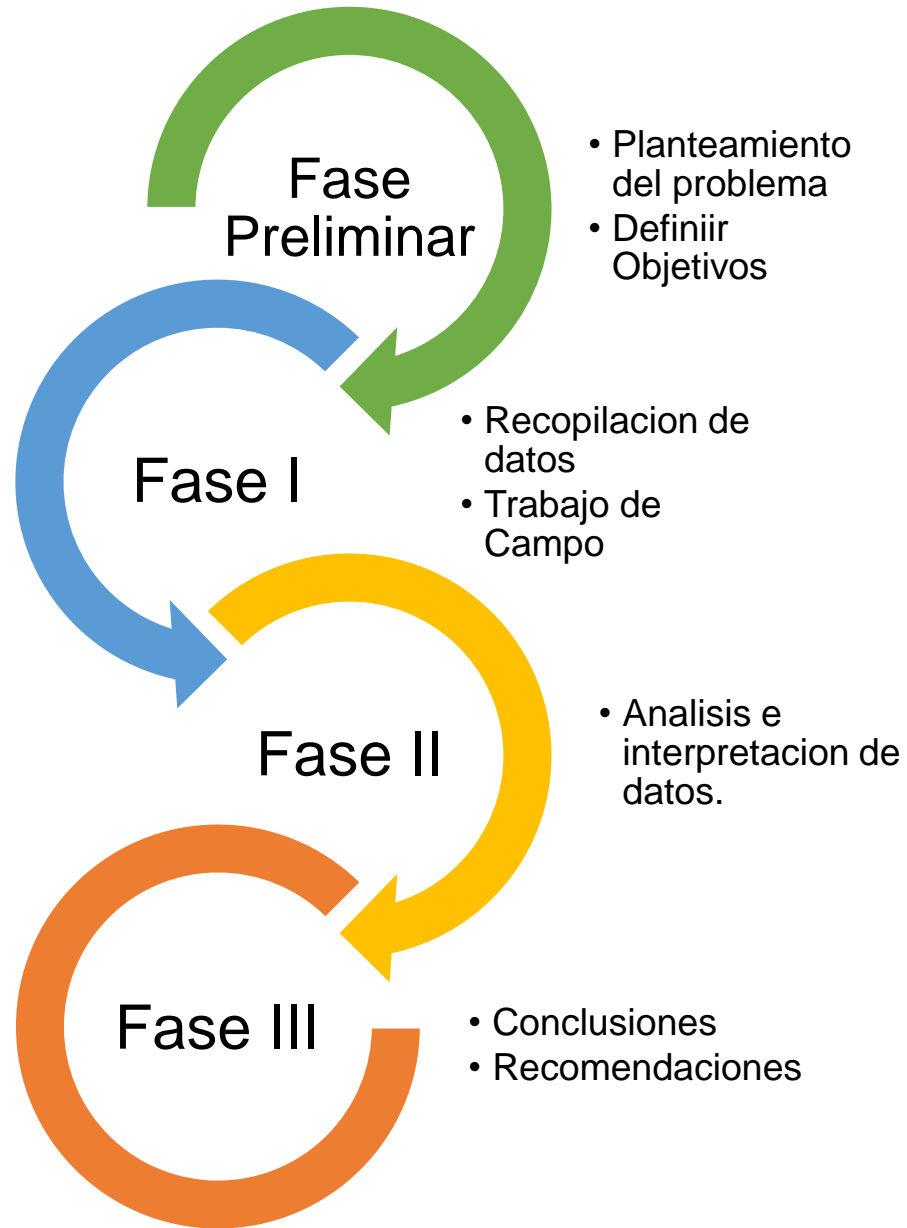 Fase
Preliminar
• Planteamiento
del problema
• Definiir
Objetivos
Fase I
• Recopilacion de
datos
• Trabajo de
Campo
Fase II
• Analisis e
interpretacion de
datos.
Fase III
• Conclusiones
• Recomendaciones